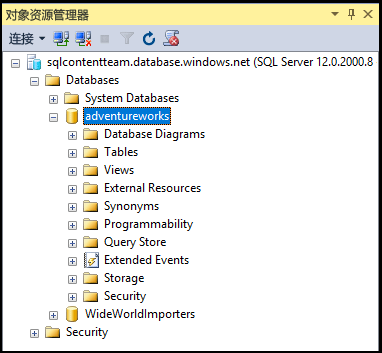 对象资源管理器
连接
sqlcontentteam.database.windows.net (SQL Server 12.0.2000.8
Databases
System Databases
adventureworks
Database Diagrams
Tables
Views
External Resources
Synonyms
Programmability
Query Store
Extended Events
Storage
Security
WideWorldImporters
Security